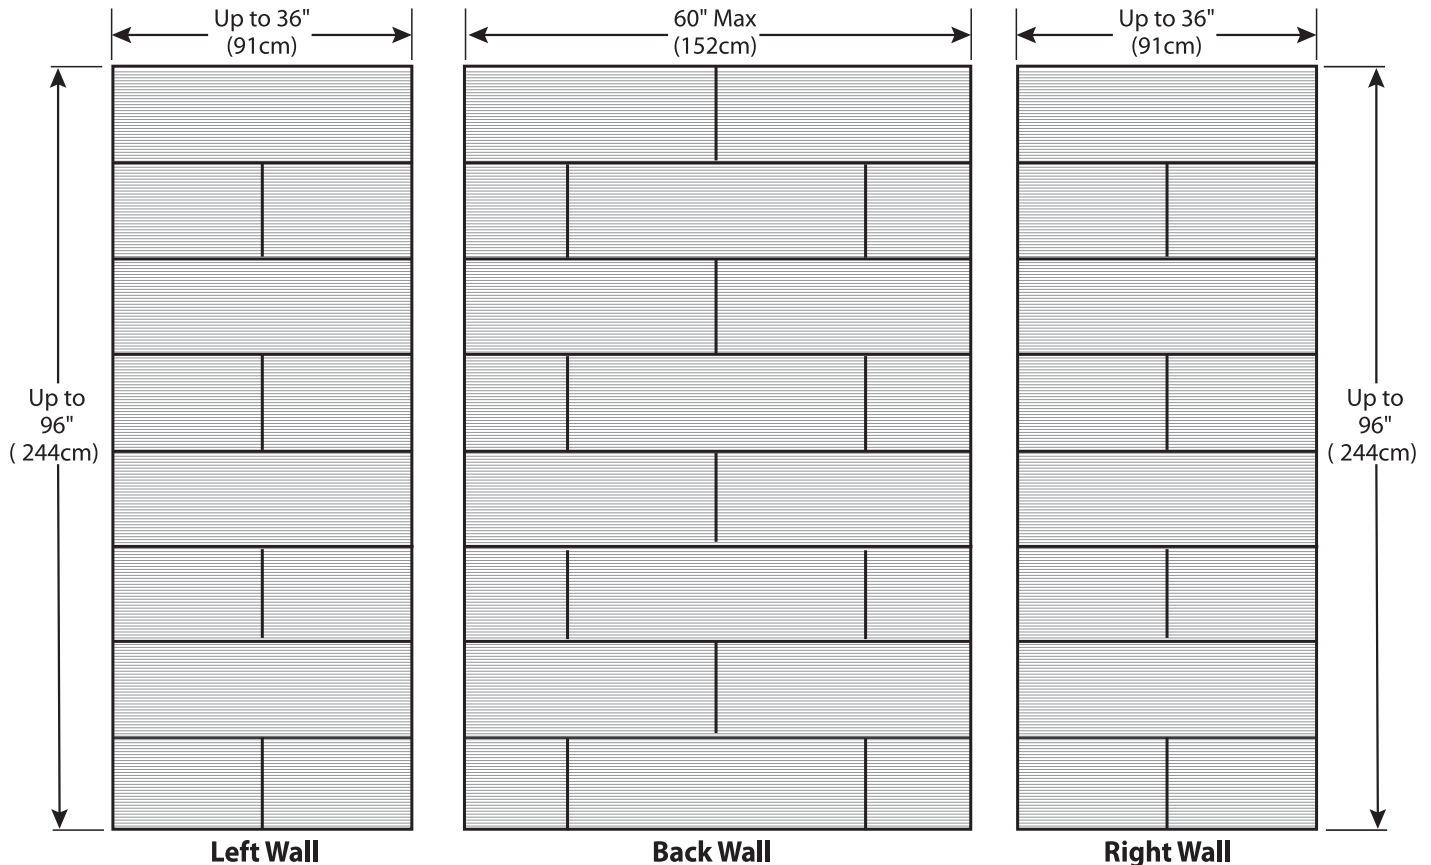 Up to 36"
(91cm)
60" Max
(152cm)
Up to 36"
(91cm)
Up to
96"
( 244cm)
Up to
96"
( 244cm)
Left Wall
Back Wall
Right Wall